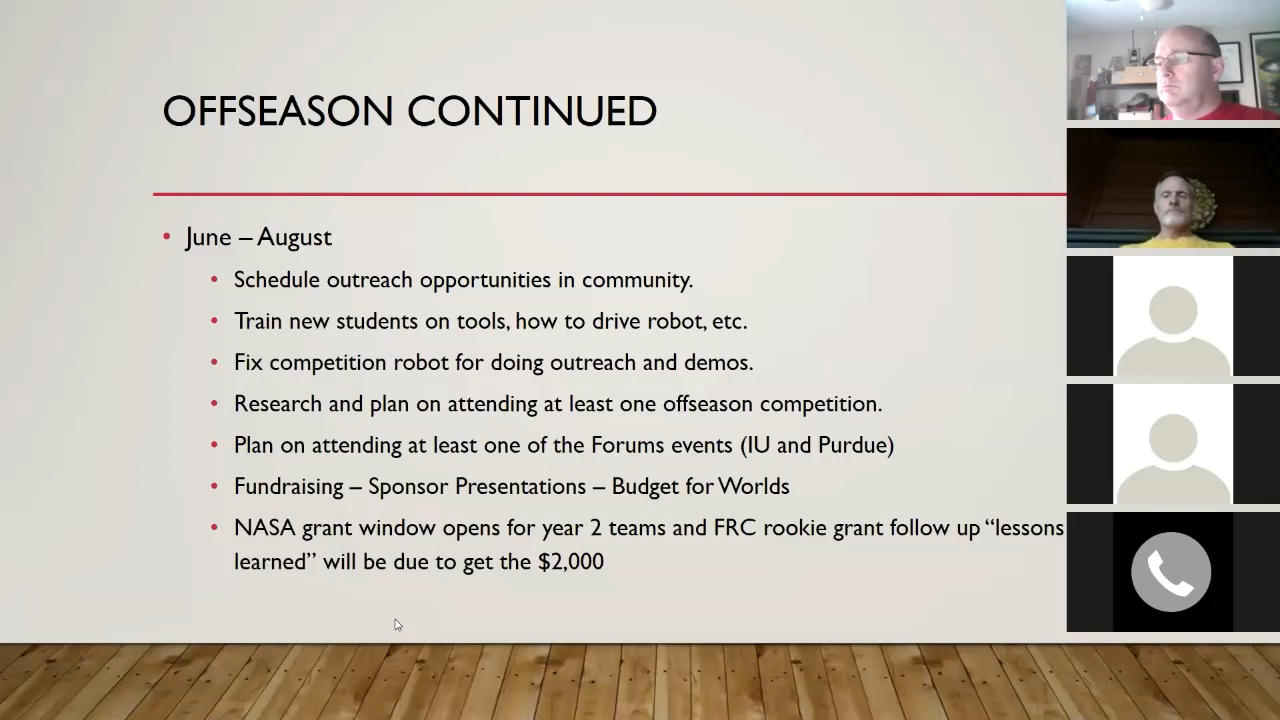 OFFSEASON CONTINUED
• June – August
• Schedule outreach opportunities in community.
• Train new students on tools, how to drive robot, etc.
• Fix competition robot for doing outreach and demos.
• Research and plan on attending at least one offseason competition.
• Plan on attending at least one of the Forums events (IU and Purdue)
• Fundraising – Sponsor Presentations – Budget for Worlds
• NASA grant window opens for year 2 teams and FRC rookie grant follow up “lessons
learned” will be due to get the $2,000